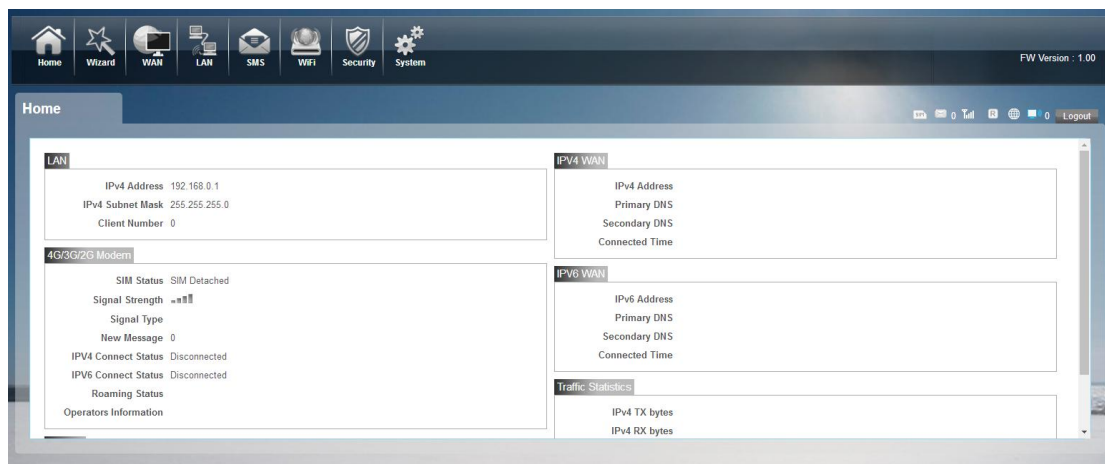 Home Wizard WAN LAN SMS WiFi Security System
FW Version : 1.00
Home
0 0 Logout
LAN
IPv4 Address 192.168.0.1
IPv4 Subnet Mask 255.255.255.0
Client Number 0
4G/3G/2G Modem
SIM Status SIM Detached
Signal Strength
Signal Type
New Message 0
IPV4 Connect Status Disconnected
IPV6 Connect Status Disconnected
Roaming Status
Operators Information
IPV4 WAN
IPv4 Address
Primary DNS
Secondary DNS
Connected Time
IPV6 WAN
IPv6 Address
Primary DNS
Secondary DNS
Connected Time
Traffic Statistics
IPv4 TX bytes
IPv4 RX bytes